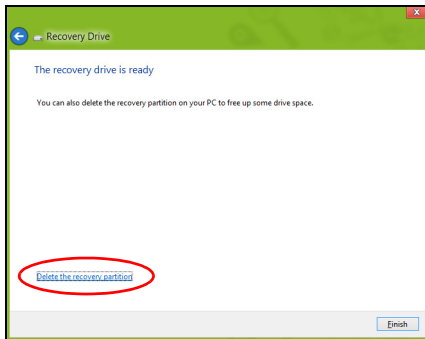 x
Recovery Drive
The recovery drive is ready
You can also delete the recovery partition on your PC to free up some drive space.
Delete the recovery partition
Finish